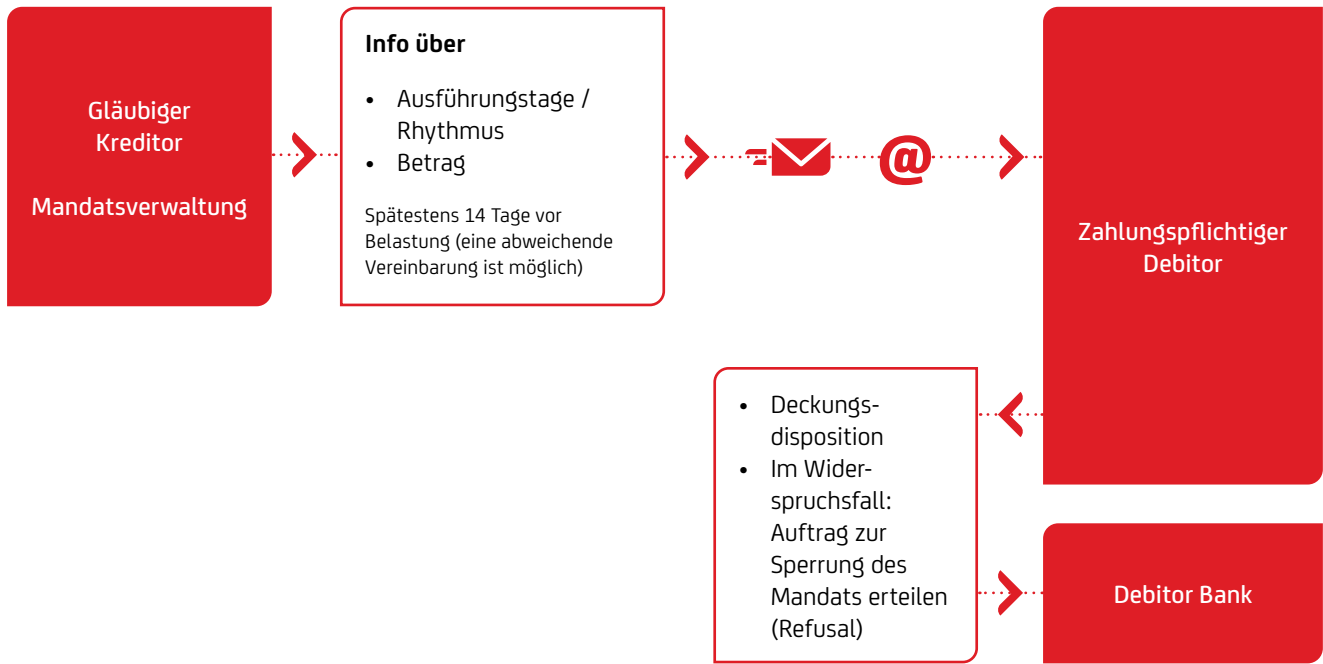 Gläubiger
Kreditor
Mandatsverwaltung
Info über
• Ausführungstage /
Rhythmus
• Betrag
Spätestens 14 Tage vor
Belastung (eine abweichende
Vereinbarung ist möglich)
@
Zahlungspflichtiger
Debitor
• Deckungs-
disposition
• Im Wider-
spruchsfall:
Auftrag zur
Sperrung des
Mandats erteilen
(Refusal)
Debitor Bank